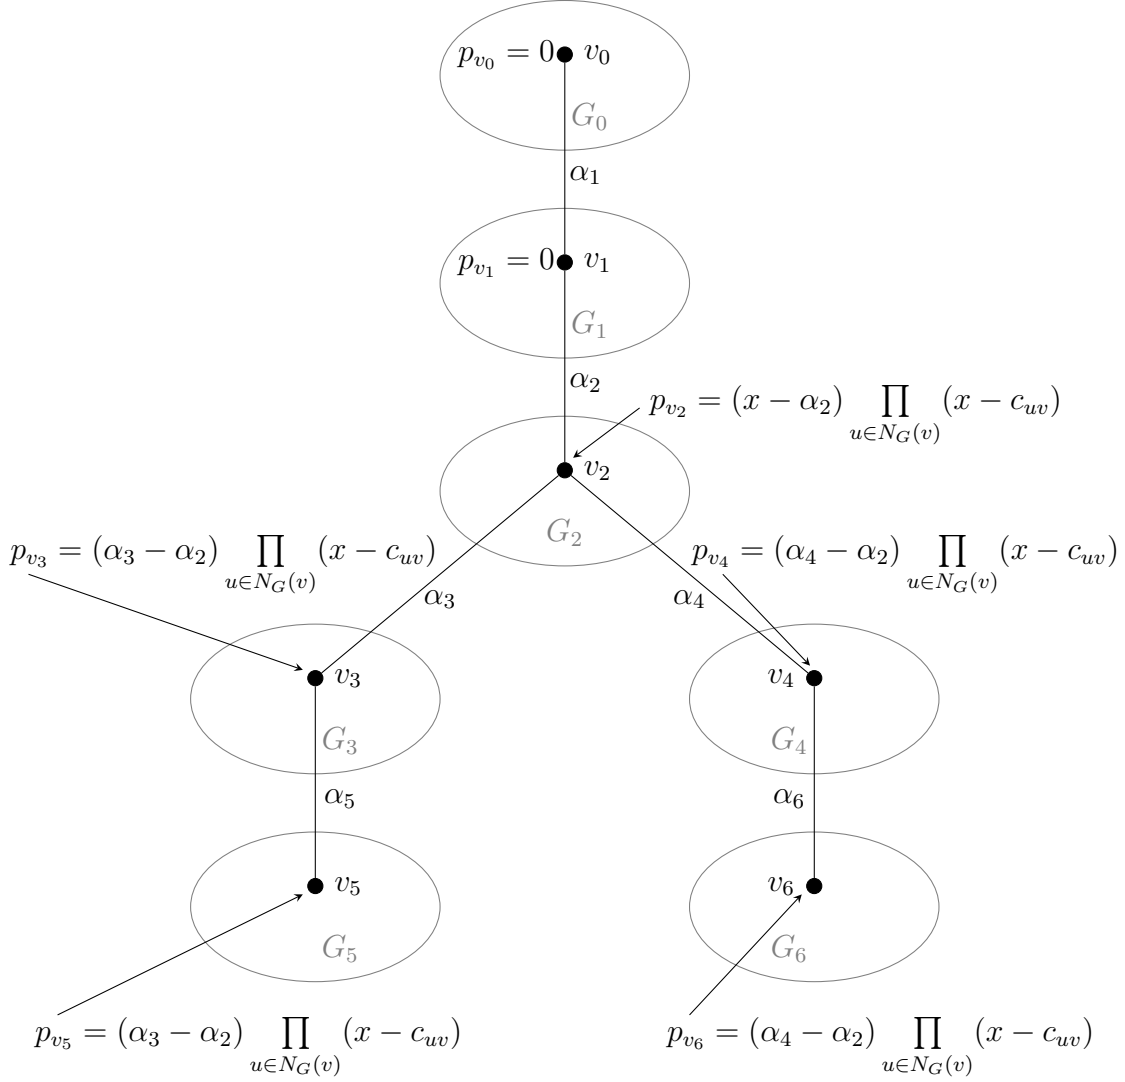 p_{v_0} = 0 v_0
G_0
α_1
p_{v_1} = 0 v_1
G_1
α_2
p_{v_2} = (x − α_2) ∏_{u∈N_G(v)} (x − c_{uv})
v_2
G_2
p_{v_3} = (α_3 − α_2) ∏_{u∈N_G(v)} (x − c_{uv})
p_{v_4} = (α_4 − α_2) ∏_{u∈N_G(v)} (x − c_{uv})
α_3
α_4
v_3
v_4
G_3
G_4
α_5
α_6
v_5
v_6
G_5
G_6
p_{v_5} = (α_3 − α_2) ∏_{u∈N_G(v)} (x − c_{uv})
p_{v_6} = (α_4 − α_2) ∏_{u∈N_G(v)} (x − c_{uv})